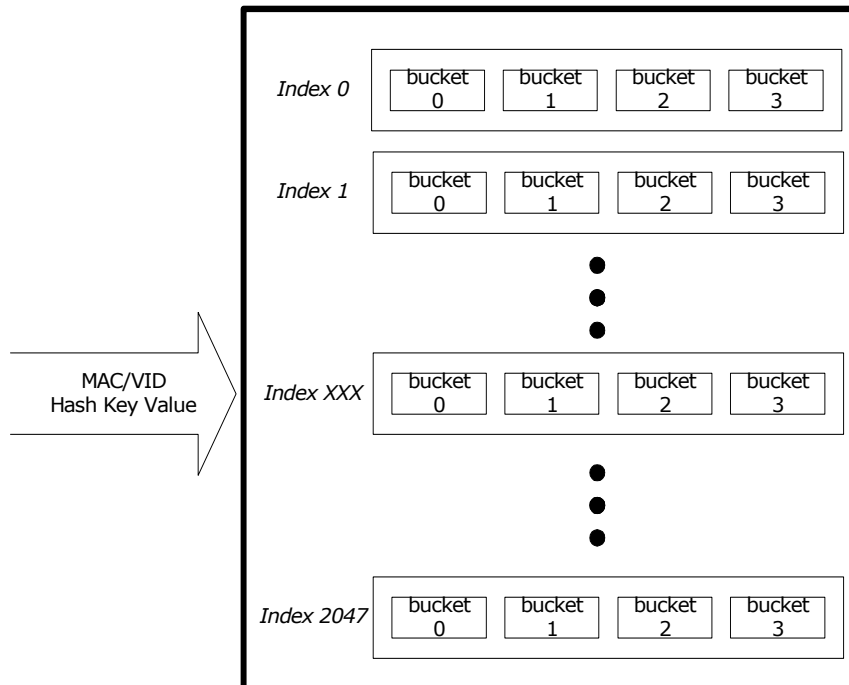 Index 0
bucket
0
bucket
1
bucket
2
bucket
3
Index 1
bucket
0
bucket
1
bucket
2
bucket
3
MAC/VID
Hash Key Value
Index XXX
bucket
0
bucket
1
bucket
2
bucket
3
Index 2047
bucket
0
bucket
1
bucket
2
bucket
3